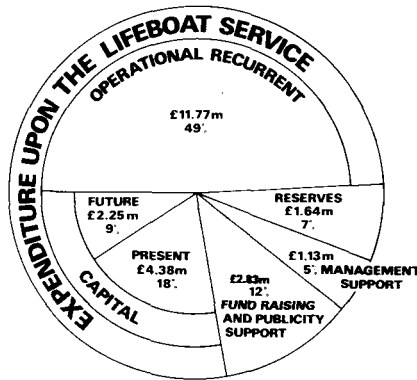 EXPENDITURE UPON THE LIFEBOAT SERVICE
OPERATIONAL RECURRENT
£11.77m
49%
FUTURE
£2.25m
9%
PRESENT
£4.38m
18%
CAPITAL
RESERVES
£1.64m
7%
£1.13m
5% MANAGEMENT
SUPPORT
£2.83m
12%
FUND RAISING
AND PUBLICITY
SUPPORT